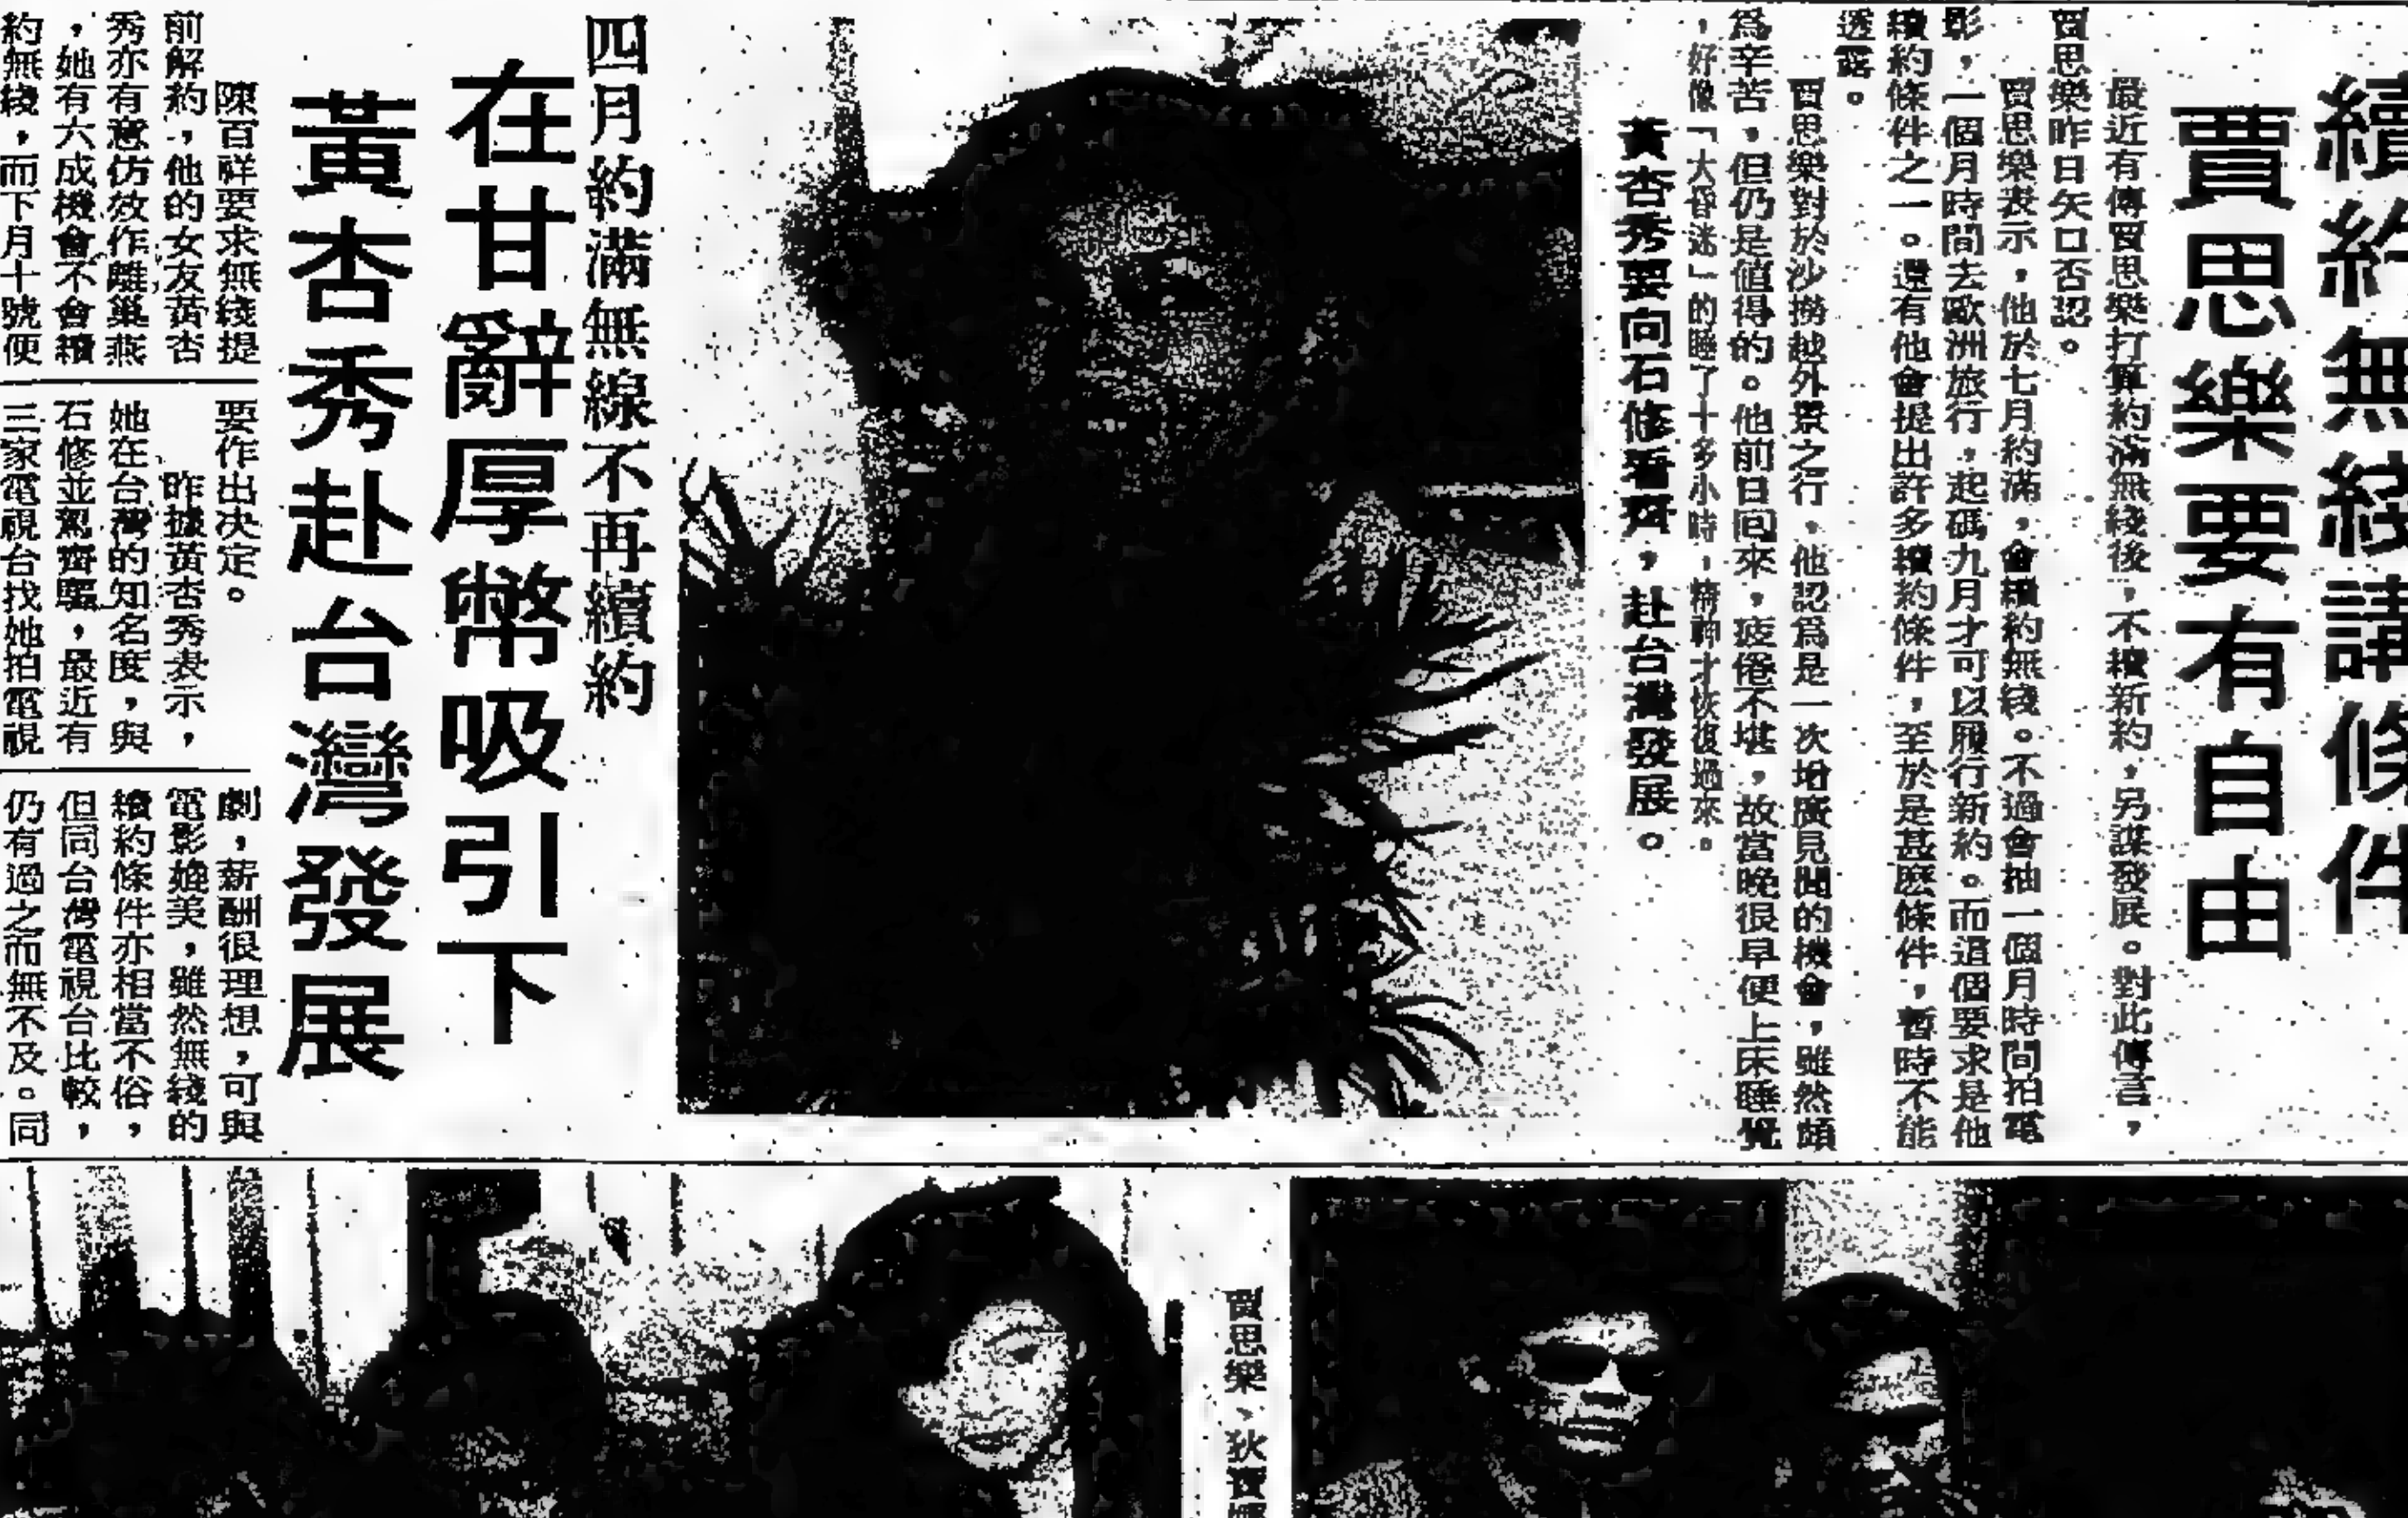 續約無綫講條件
賈思樂要有自由
最近有傳賈思樂打算約滿無綫後，不續新約，另謀發展。對此傳言，
賈思樂昨日矢口否認。
賈思樂表示，他於七月約滿，會續約無綫。不過會抽一個月時間拍電
影，一個月時間去歐洲旅行，起碼九月才可以履行新約。而這個要求是他
續約條件之一。還有他會提出許多續約條件，至於是甚麽條件，暫時不能
透露。
賈思樂對於沙撈越外景之行，他認爲是一次增廣見聞的機會，雖然頗
爲辛苦，但仍是值得的。他前日回來，疲倦不堪，故當晚很早便上床睡覺
，好像「大昏迷」的睡了十多小時，精神才恢復過來。
黃杏秀要向石修看齊，赴台灣發展。
四月約滿無線不再續約
在甘辭厚幣吸引下
黃杏秀赴台灣發展
陳百祥要求無綫提
前解約，他的女友黃杏
秀亦有意仿效作離巢燕
，她有六成機會不會續
約無綫，而下月十號便
要作出決定。
昨據黃杏秀表示，
她在台灣的知名度，與
石修並駕齊驅，最近有
三家電視台找她拍電視
劇，薪酬很理想，可與
電影媲美，雖然無綫的
續約條件亦相當不俗，
但同台灣電視台比較，
仍有過之而無不及。同
賈思樂、狄寶